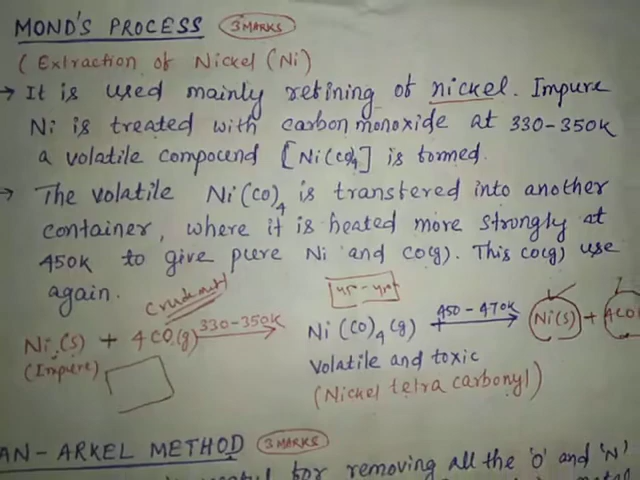 MOND'S PROCESS 3 MARKS
(Extraction of Nickel (Ni)
→ It is used mainly refining of nickel. Impure
Ni is treated with carbon monoxide at 330-350K
a volatile compound [Ni(CO)4] is formed.
→ The volatile Ni(CO)4 is transfered into another
container, where it is heated more strongly at
450K to give pure Ni and CO(g). This CO(g) use
again.
Ni(s) + 4CO(g) 330-350K → Ni(CO)4(g) 450-470K → Ni(s) + 4CO(
(Impure) Volatile and toxic
(Nickel tetra carbonyl)
AN-ARKEL METHOD 3 MARKS
for removing all the 'O' and 'N'